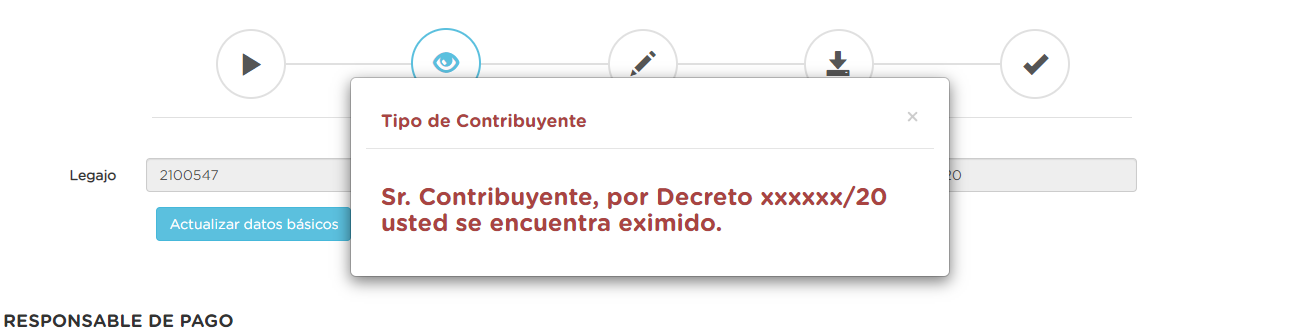 Tipo de Contribuyente
×
Legajo
2100547
20
Sr. Contribuyente, por Decreto xxxxxx/20
usted se encuentra eximido.
Actualizar datos básicos
RESPONSABLE DE PAGO